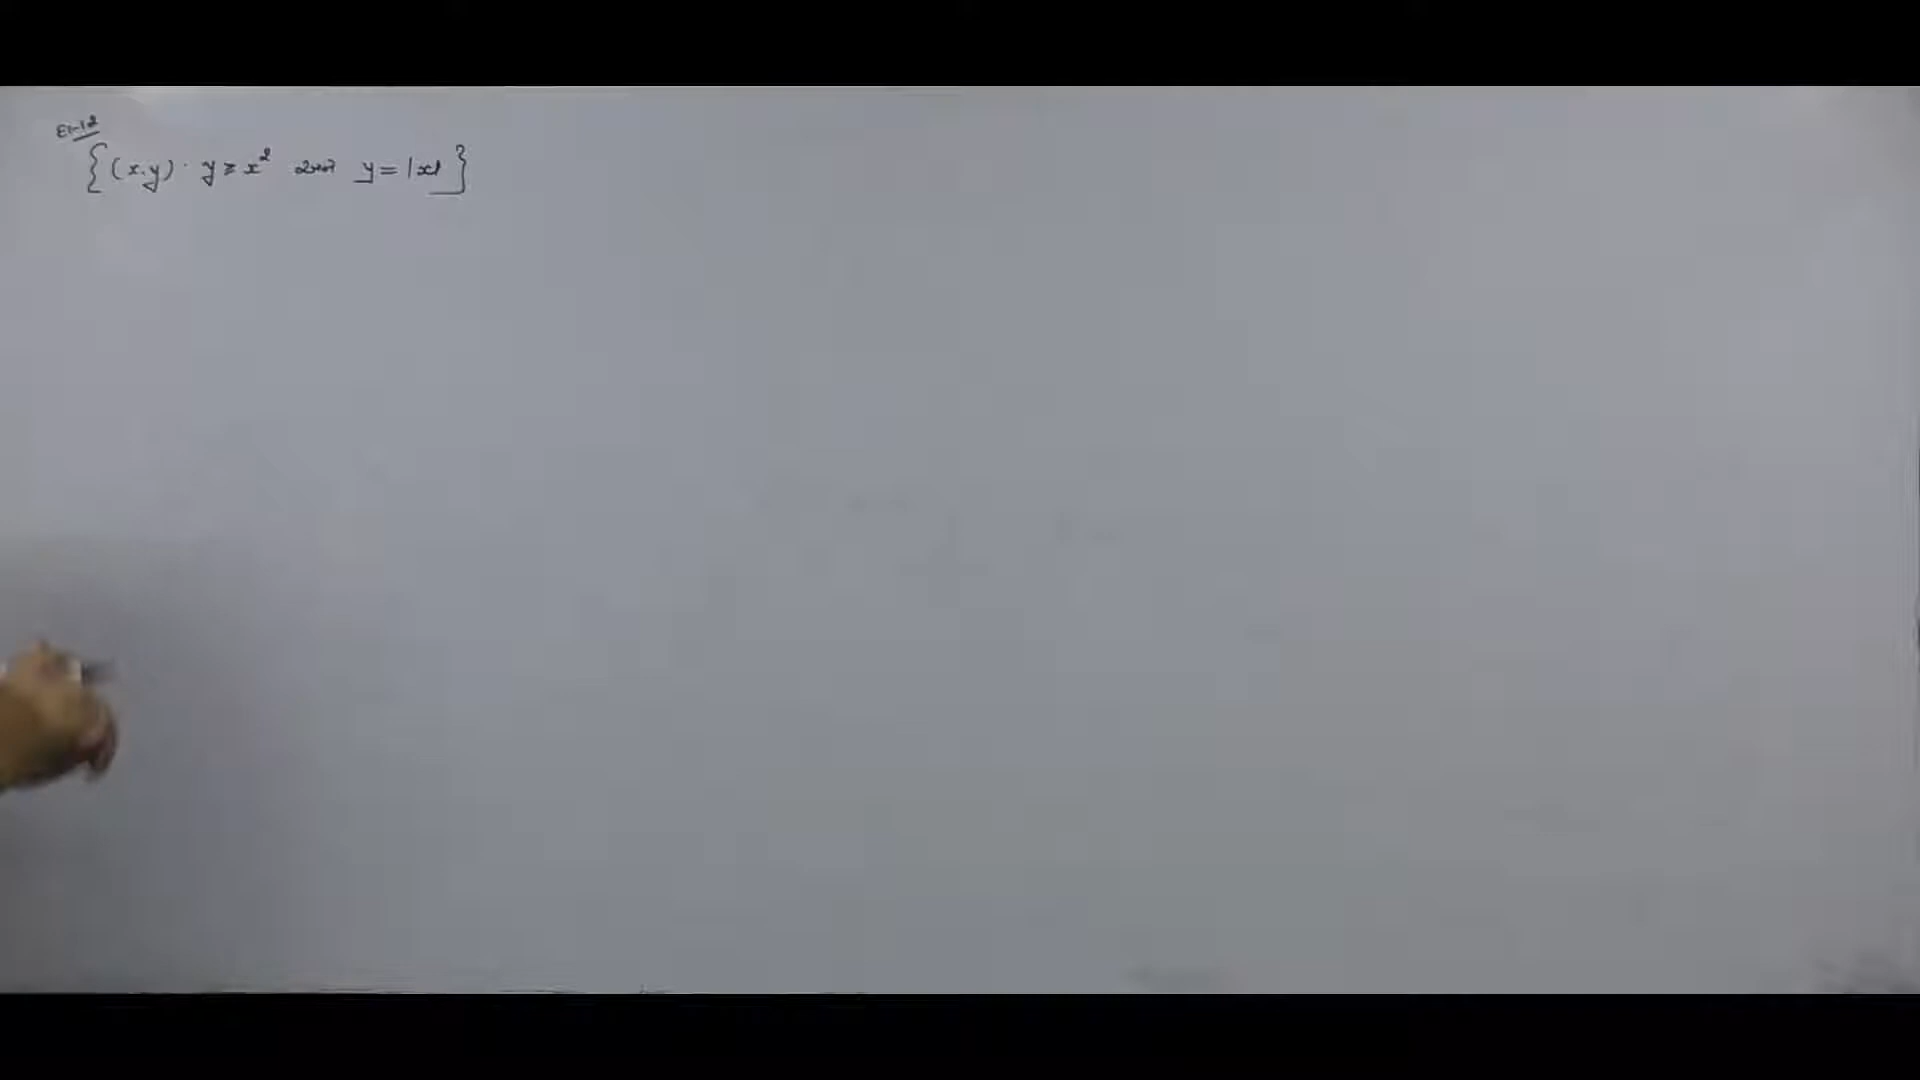 Ex-12
{(x.y) · y ≥ x² અને y = |x|}